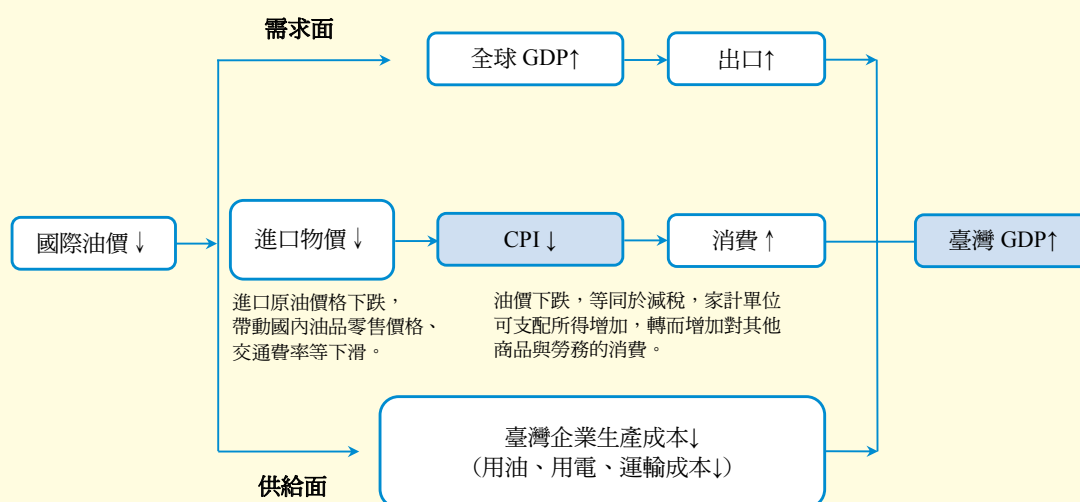 需求面
全球 GDP↑
出口↑
國際油價↓
進口物價↓
CPI↓
消費↑
臺灣 GDP↑
進口原油價格下跌，
帶動國內油品零售價格、
交通費率等下滑。
油價下跌，等同於減稅，家計單位
可支配所得增加，轉而增加對其他
商品與勞務的消費。
臺灣企業生產成本↓
（用油、用電、運輸成本↓）
供給面